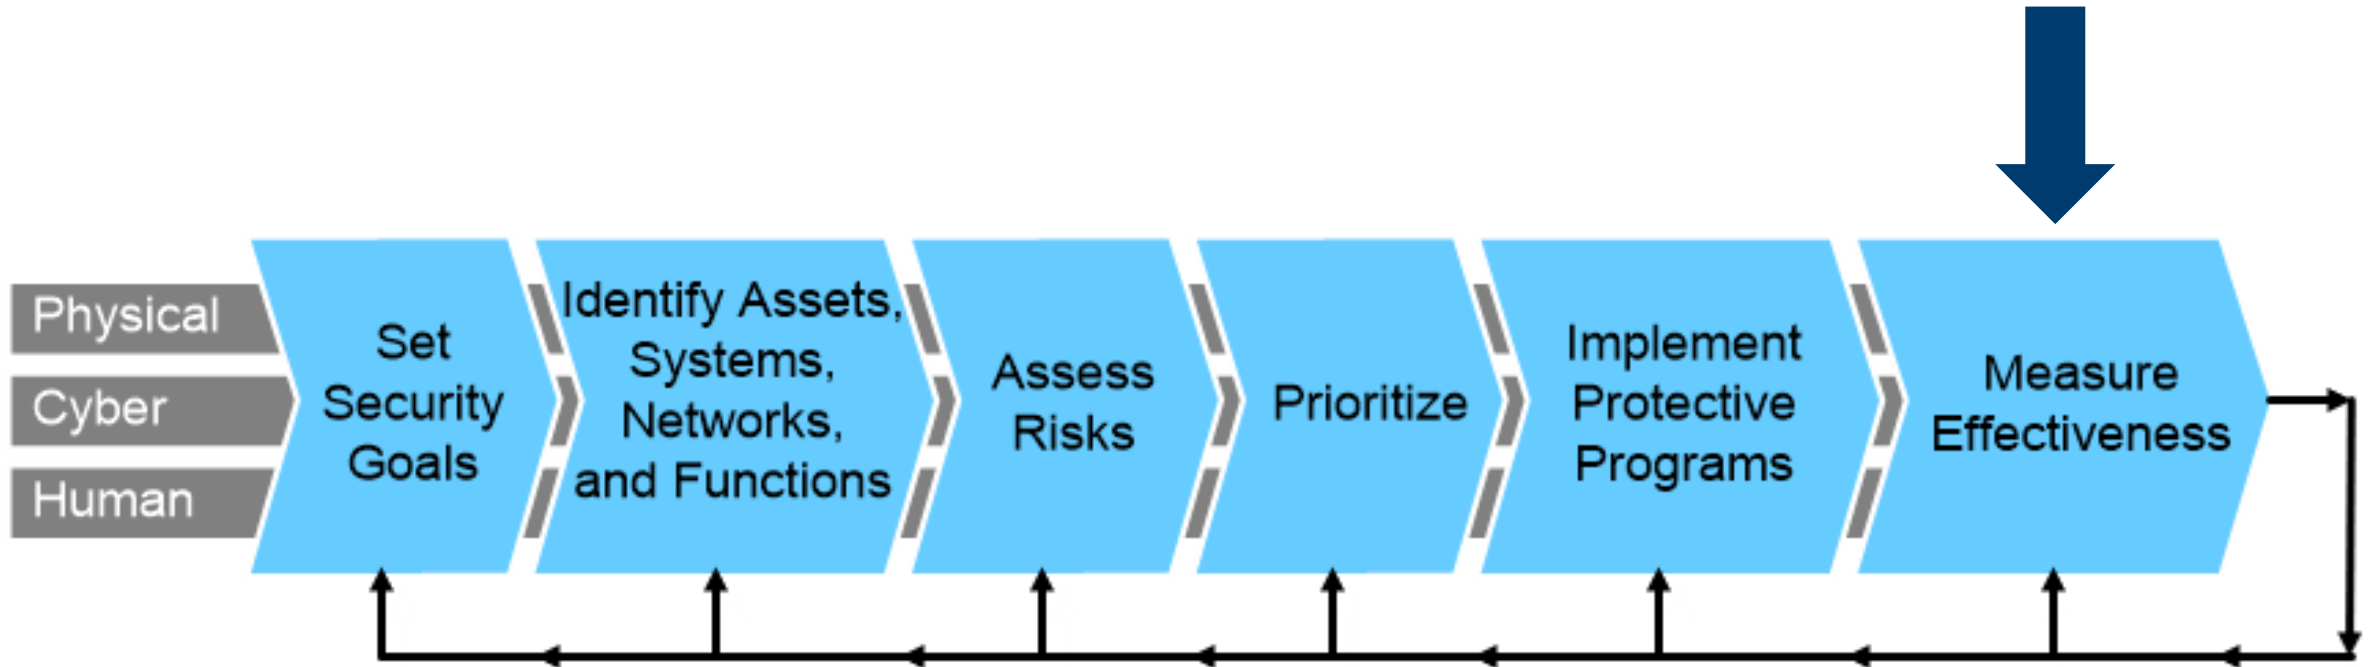 Physical
Cyber
Human
Set
Security
Goals
Identify Assets,
Systems,
Networks,
and Functions
Assess
Risks
Prioritize
Implement
Protective
Programs
Measure
Effectiveness